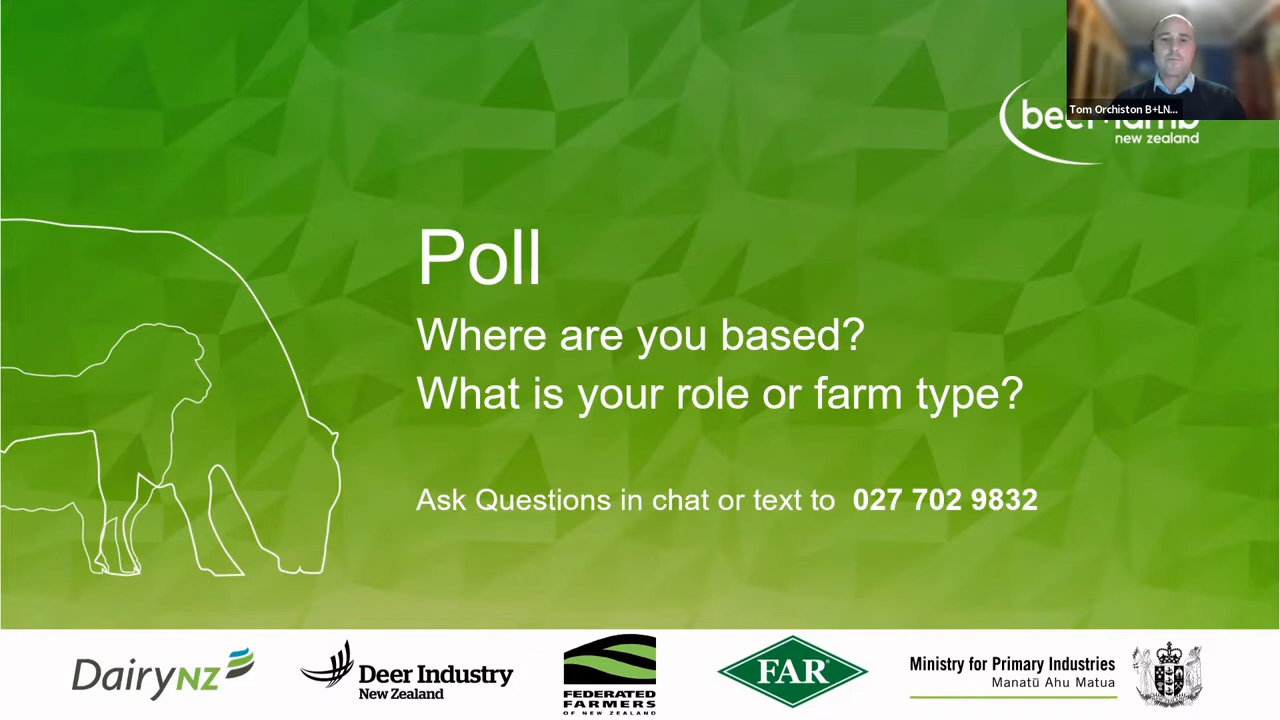 Tom Orchiston B+LN...
new zealand
Poll
Where are you based?
What is your role or farm type?
Ask Questions in chat or text to 027 702 9832
DairyNZ
Deer Industry
New Zealand
FEDERATED
FARMERS
OF NEW ZEALAND
FAR®
Ministry for Primary Industries
Manatū Ahu Matua